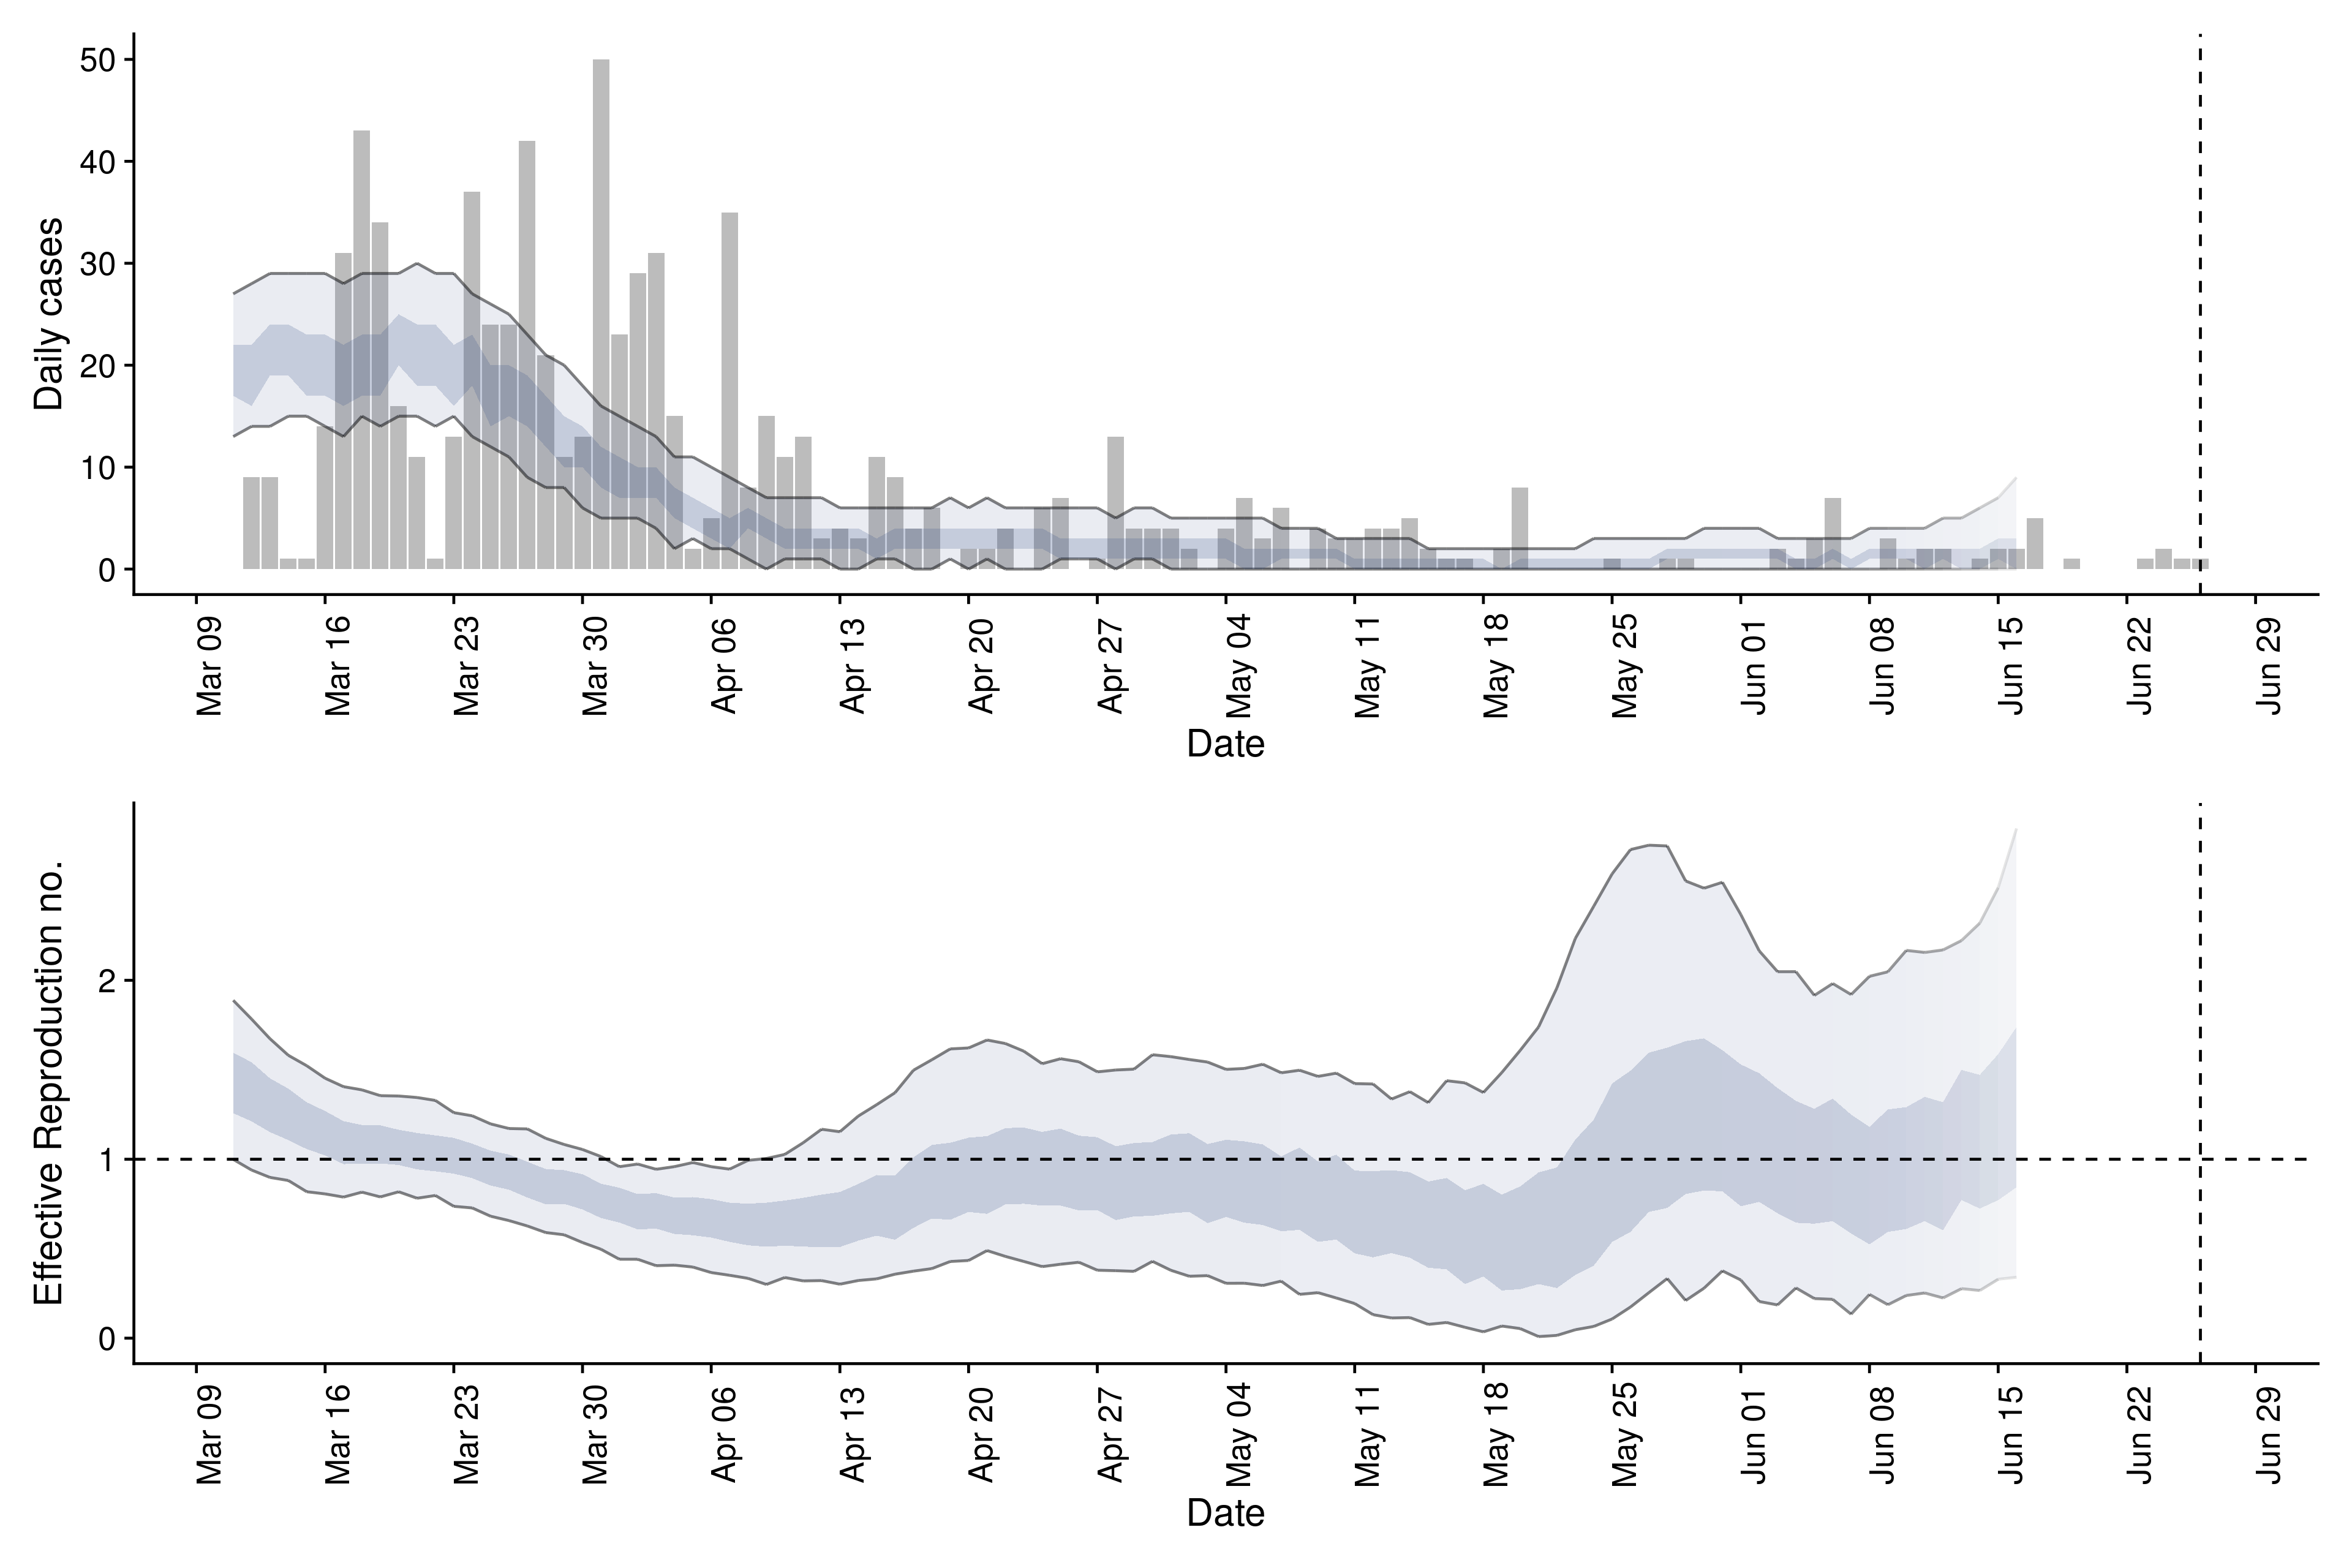 50
40
30
20
10
0
Daily cases
Mar 09
Mar 16
Mar 23
Mar 30
Apr 06
Apr 13
Apr 20
Apr 27
May 04
May 11
May 18
May 25
Jun 01
Jun 08
Jun 15
Jun 22
Jun 29
Date
2
1
0
Effective Reproduction no.
Mar 09
Mar 16
Mar 23
Mar 30
Apr 06
Apr 13
Apr 20
Apr 27
May 04
May 11
May 18
May 25
Jun 01
Jun 08
Jun 15
Jun 22
Jun 29
Date